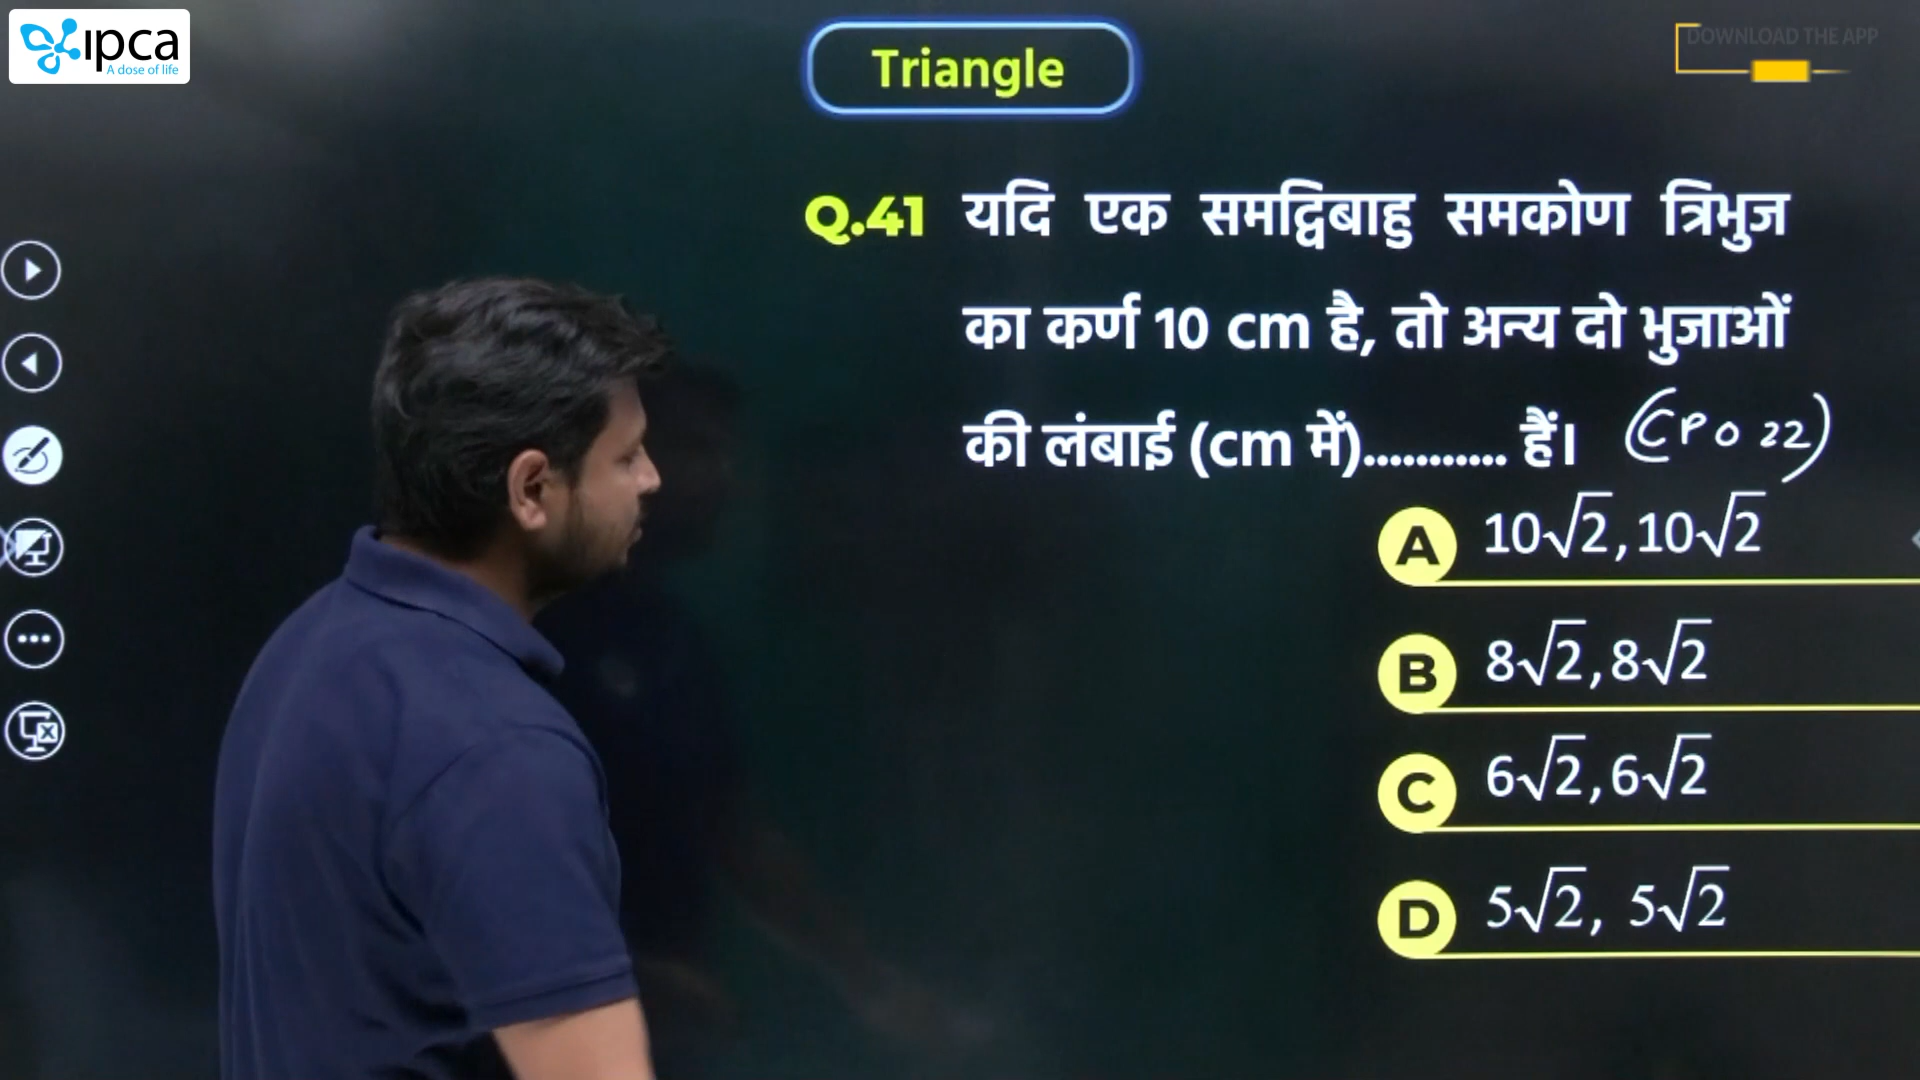 ıpca
A dose of life
Triangle
DOWNLOAD THE APP
Q.41 यदि एक समद्विबाहु समकोण त्रिभुज
का कर्ण 10 cm है, तो अन्य दो भुजाओं
की लंबाई (cm में)........... हैं। (CPO 22)
A 10√2, 10√2
B 8√2, 8√2
C 6√2, 6√2
D 5√2, 5√2